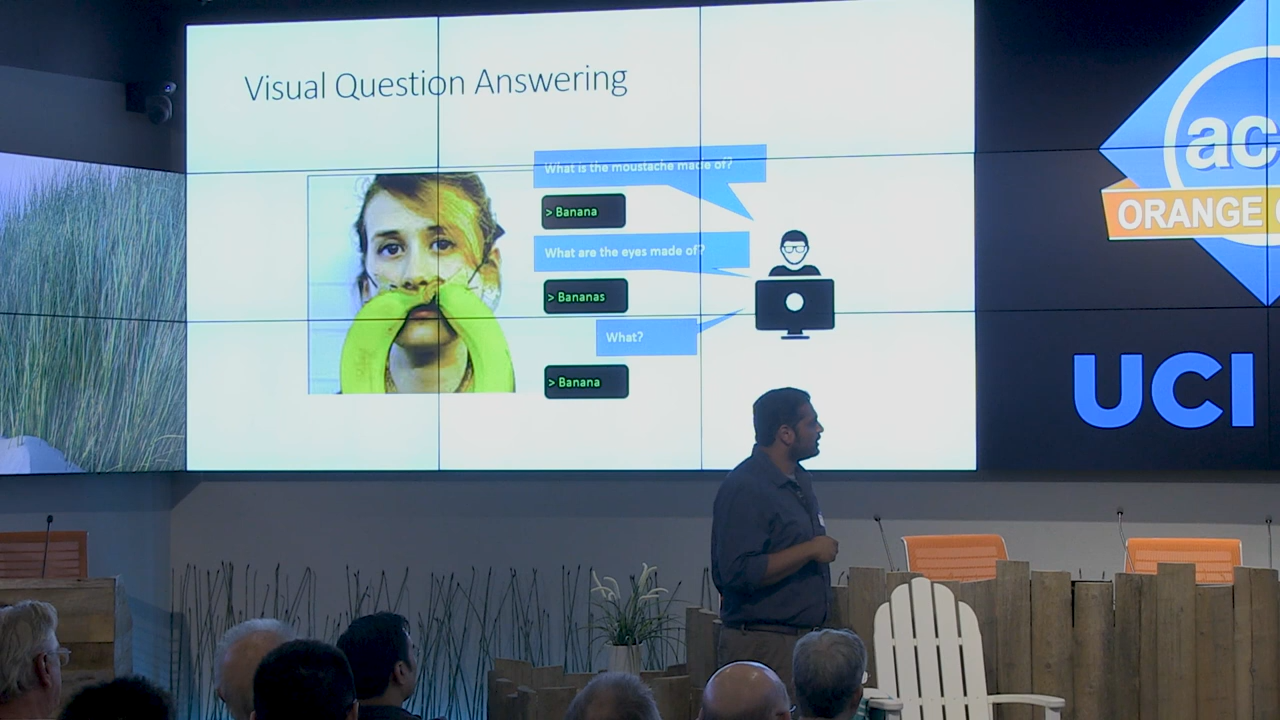 Visual Question Answering
What is the moustache made of?
> Banana
What are the eyes made of?
> Bananas
What?
> Banana
ac
ORANGE
UCI